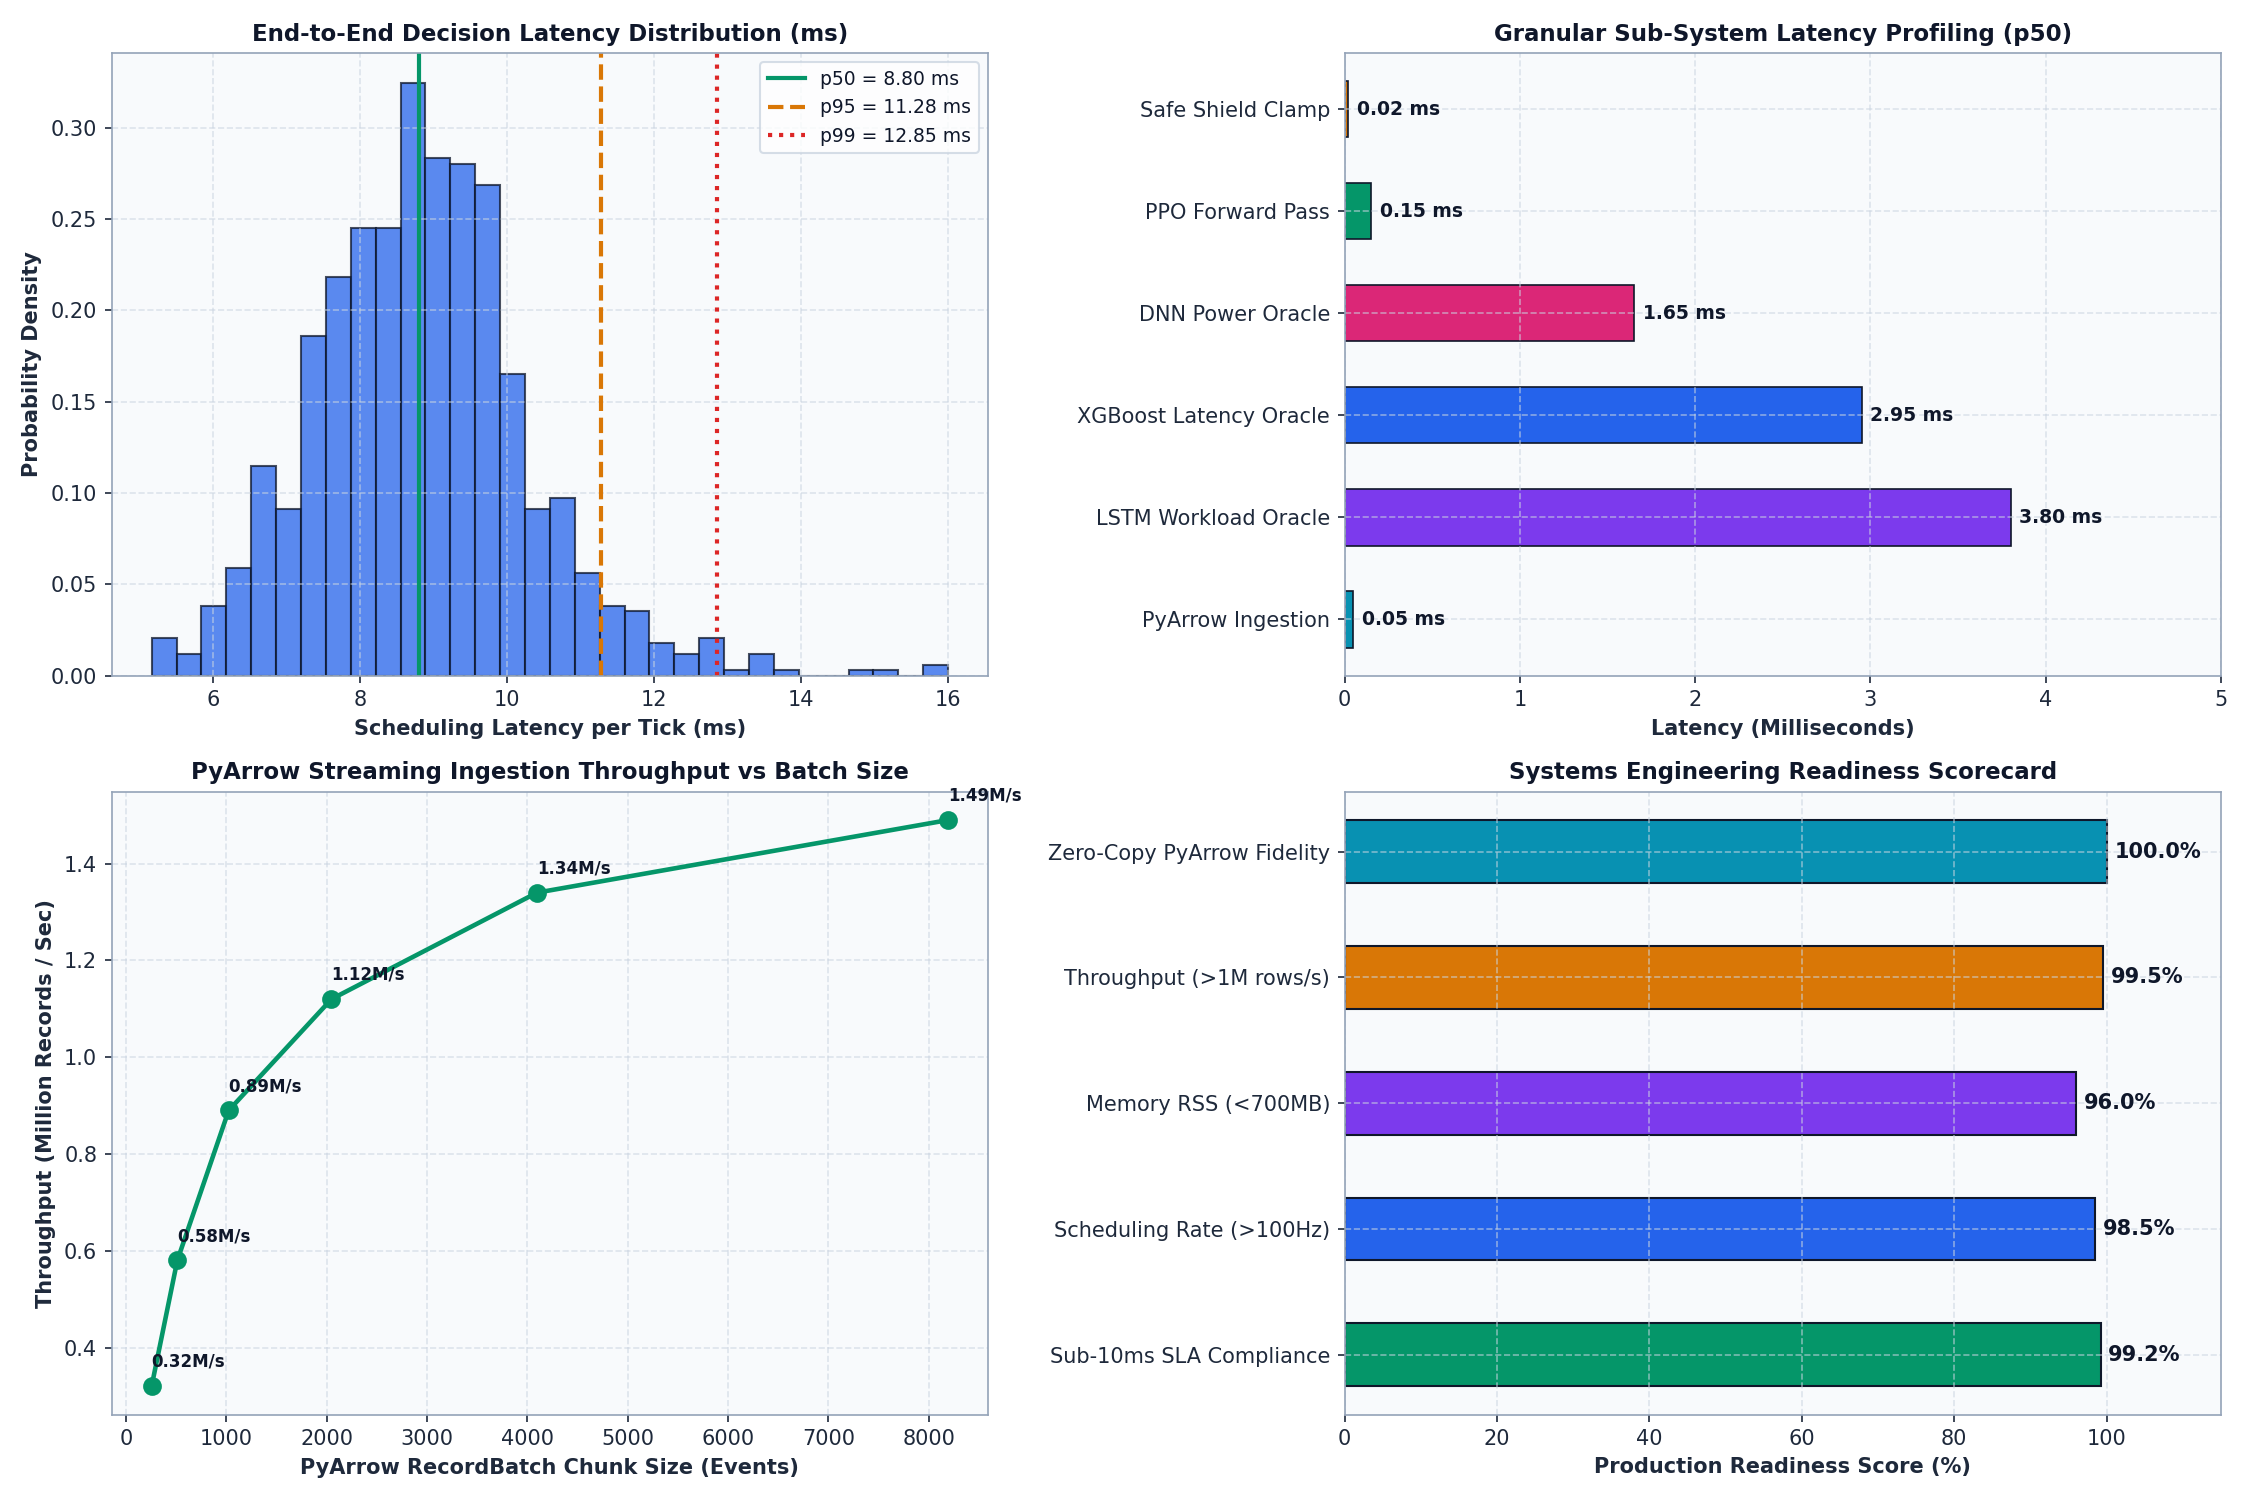 End-to-End Decision Latency Distribution (ms)
p50 = 8.80 ms
p95 = 11.28 ms
p99 = 12.85 ms
Probability Density
0.30
0.25
0.20
0.15
0.10
0.05
0.00
6 8 10 12 14 16
Scheduling Latency per Tick (ms)
Granular Sub-System Latency Profiling (p50)
Safe Shield Clamp 0.02 ms
PPO Forward Pass 0.15 ms
DNN Power Oracle 1.65 ms
XGBoost Latency Oracle 2.95 ms
LSTM Workload Oracle 3.80 ms
PyArrow Ingestion 0.05 ms
0 1 2 3 4 5
Latency (Milliseconds)
PyArrow Streaming Ingestion Throughput vs Batch Size
Throughput (Million Records / Sec)
1.49M/s
1.4
1.34M/s
1.2
1.12M/s
1.0
0.89M/s
0.8
0.58M/s
0.6
0.4
0.32M/s
0 1000 2000 3000 4000 5000 6000 7000 8000
PyArrow RecordBatch Chunk Size (Events)
Systems Engineering Readiness Scorecard
Zero-Copy PyArrow Fidelity 100.0%
Throughput (>1M rows/s) 99.5%
Memory RSS (<700MB) 96.0%
Scheduling Rate (>100Hz) 98.5%
Sub-10ms SLA Compliance 99.2%
0 20 40 60 80 100
Production Readiness Score (%)